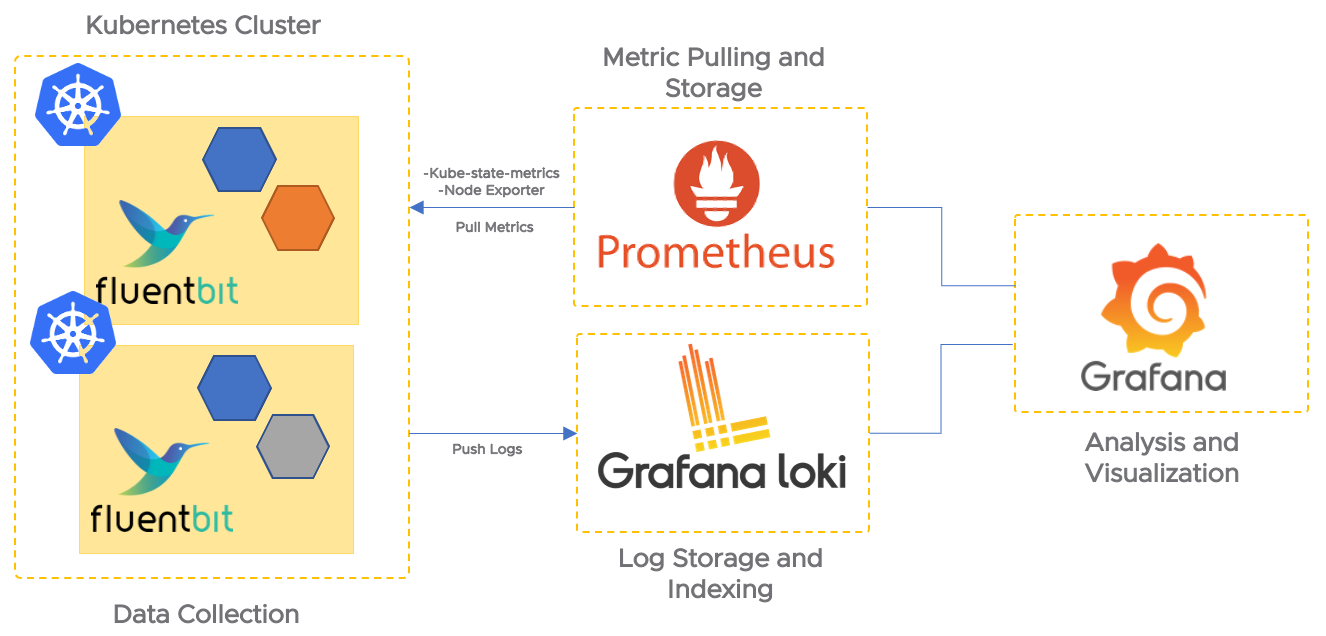 Kubernetes Cluster
fluentbit
fluentbit
Data Collection
-Kube-state-metrics
-Node Exporter
Pull Metrics
Push Logs
Metric Pulling and
Storage
Prometheus
Grafana loki
Log Storage and
Indexing
Grafana
Analysis and
Visualization